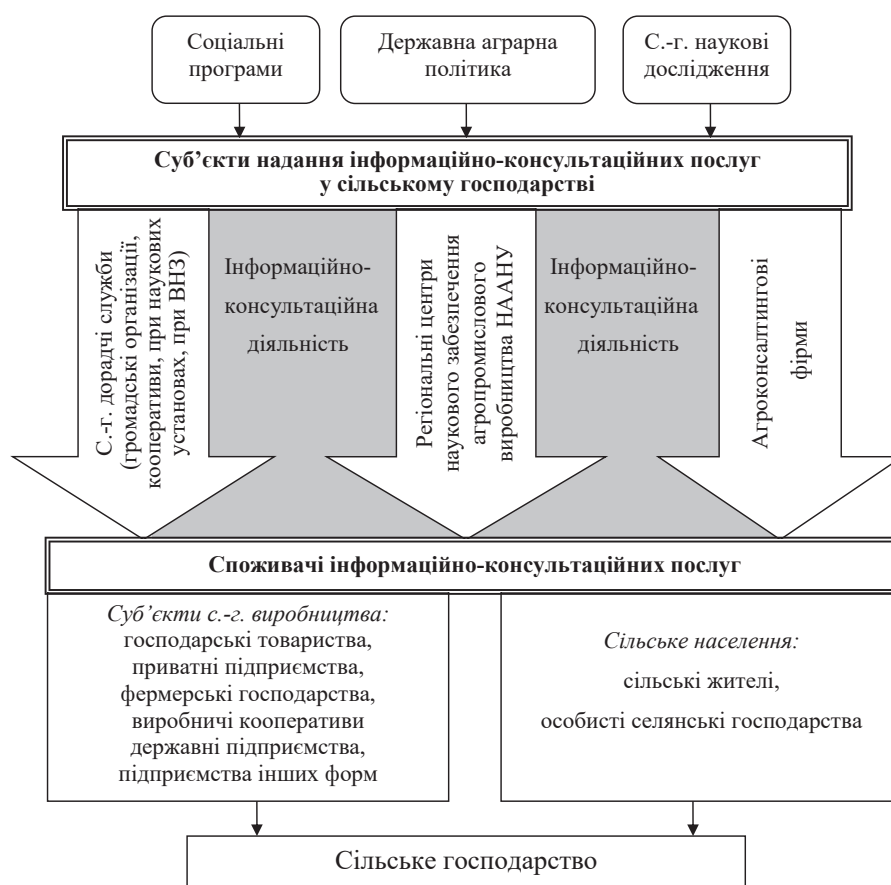 Соціальні
програми
Державна аграрна
політика
С.-г. наукові
дослідження
Суб’єкти надання інформаційно-консультаційних послуг
у сільському господарстві
С.-г. дорадчі служби
(громадські організації,
кооперативи, при наукових
установах, при ВНЗ)
Інформаційно-
консультаційна
діяльність
Регіональні центри
наукового забезпечення
агропромислового
виробництва НААНУ
Інформаційно-
консультаційна
діяльність
Агроконсалтингові
фірми
Споживачі інформаційно-консультаційних послуг
Суб’єкти с.-г. виробництва:
господарські товариства,
приватні підприємства,
фермерські господарства,
виробничі кооперативи
державні підприємства,
підприємства інших форм
Сільське населення:
сільські жителі,
особисті селянські господарства
Сільське господарство